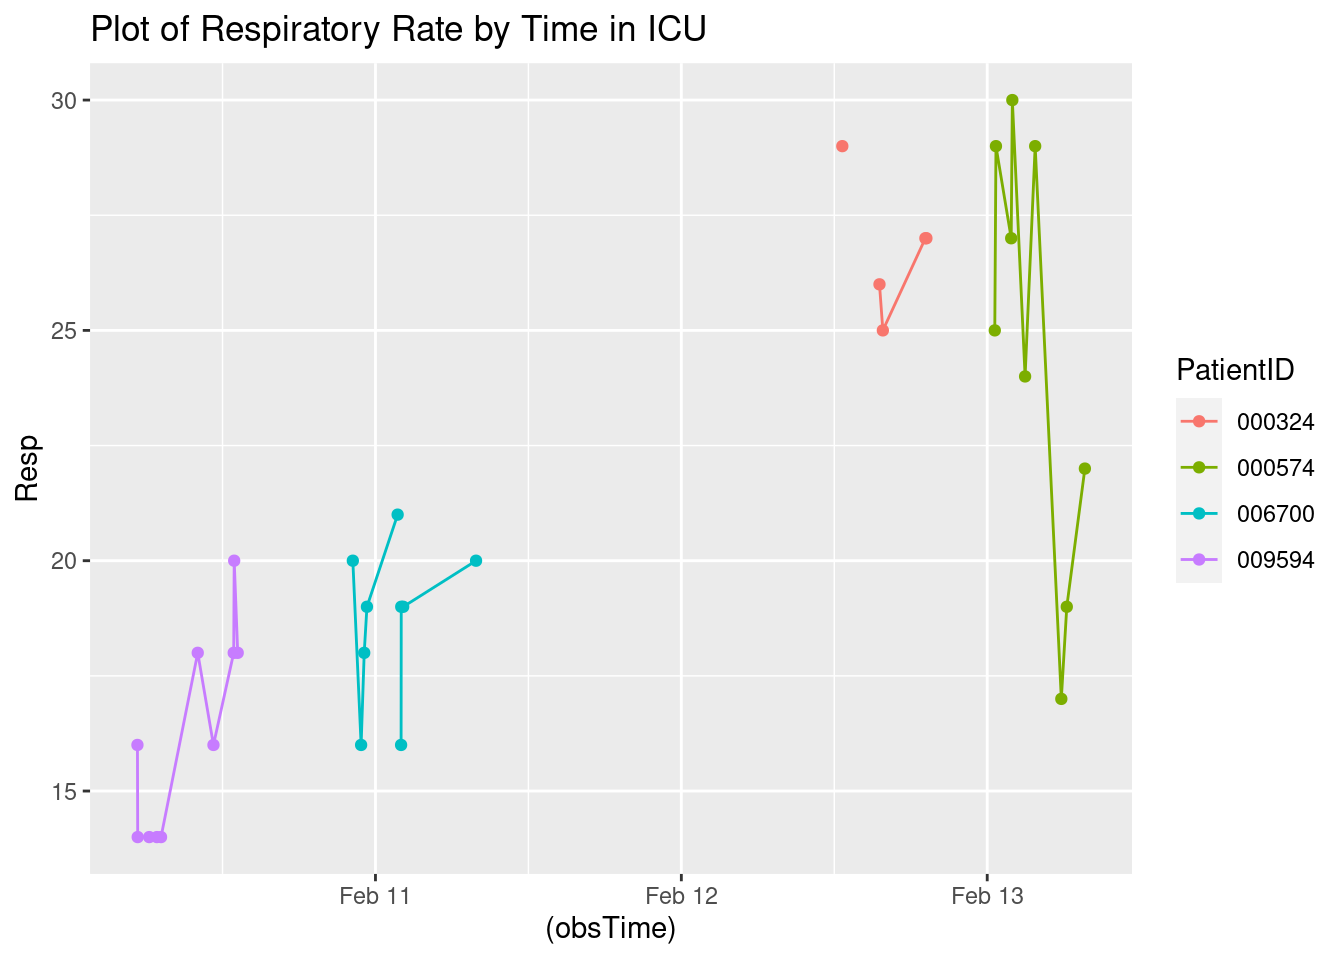 Plot of Respiratory Rate by Time in ICU
30
25
20
15
Resp
Feb 11
Feb 12
Feb 13
(obsTime)
PatientID
000324
000574
006700
009594